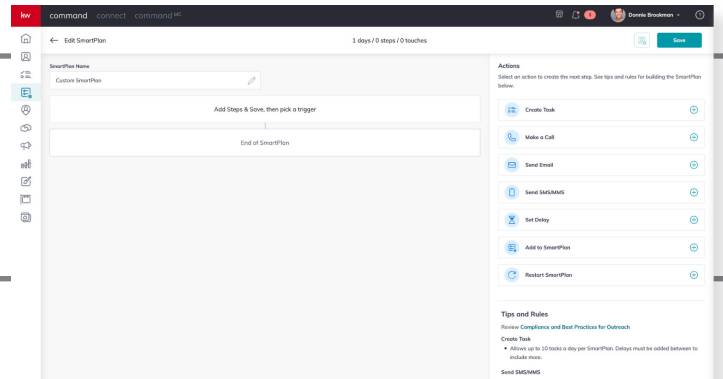 kw
command connect command MC
1
Donnie Brookman
Edit SmartPlan
1 days / 0 steps / 0 touches
Save
SmartPlan Name
Custom SmartPlan
Add Steps & Save, then pick a trigger
End of SmartPlan
Actions
Select an action to create the next step. See tips and rules for building the SmartPlan
below.
Create Task
Make a Call
Send Email
Send SMS/MMS
Set Delay
Add to SmartPlan
Restart SmartPlan
Tips and Rules
Review Compliance and Best Practices for Outreach
Create Task
• Allows up to 10 tasks a day per SmartPlan. Delays must be added between to
include more.
Send SMS/MMS